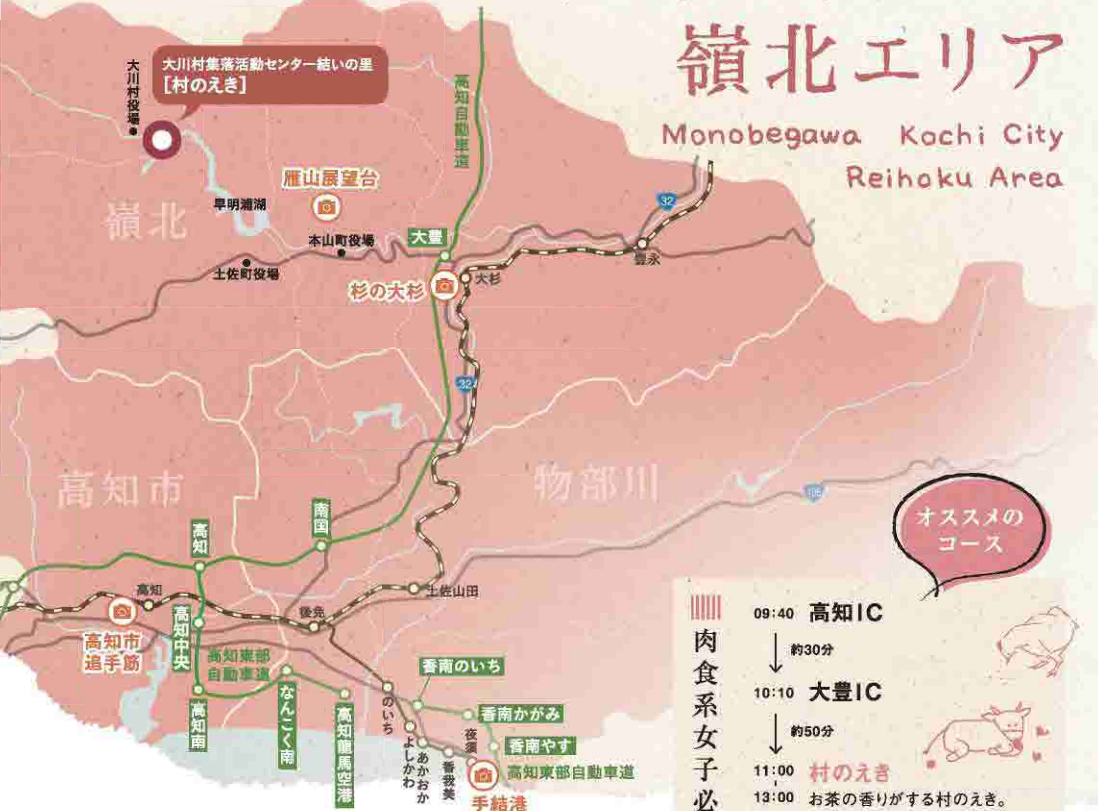 嶺北エリア
Monobegawa Kochi City
Reihoku Area
大川村役場
大川村集落活動センター結いの里
［村のえき］
高知自動車道
32
雁山展望台
嶺北
早明浦湖
本山町役場
土佐町役場
大豊
豊永
杉の大杉
大杉
32
高知市
物部川
195
南国
高知
オススメの
コース
高知
土佐山田
後免
高知市
追手筋
高知中央
高知東部
自動車道
香南のいち
高知南
なんこく南
高知龍馬空港
のいち
香南かがみ
よしかわ
あかおか
香我美
夜須
香南やす
高知東部自動車道
手結港
肉食系女子必
09:40 高知IC
約30分
10:10 大豊IC
約50分
11:00 村のえき
13:00 お茶の香りがする村のえき。